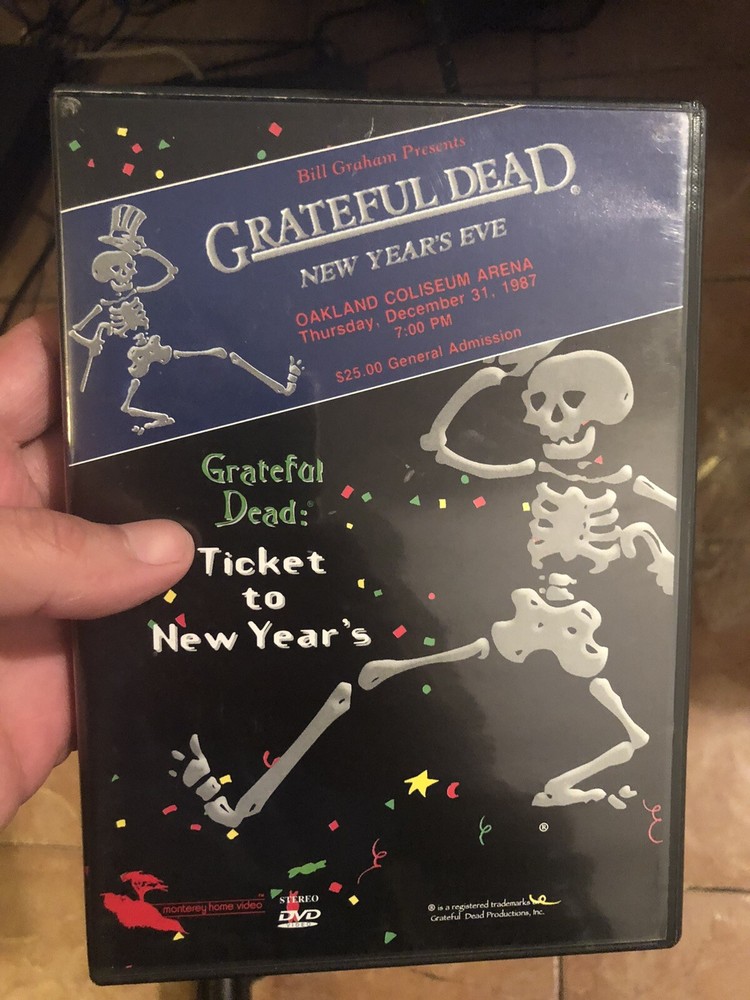 Bill Graham Presents
GRATEFUL DEAD®
NEW YEAR'S EVE
OAKLAND COLISEUM ARENA
Thursday, December 31, 1987
7:00 PM
$25.00 General Admission
Grateful
Dead:
Ticket
to
New Year's
®
monterey home video™
STEREO
DVD
VIDEO
® is a registered trademark
Grateful Dead Productions, Inc.